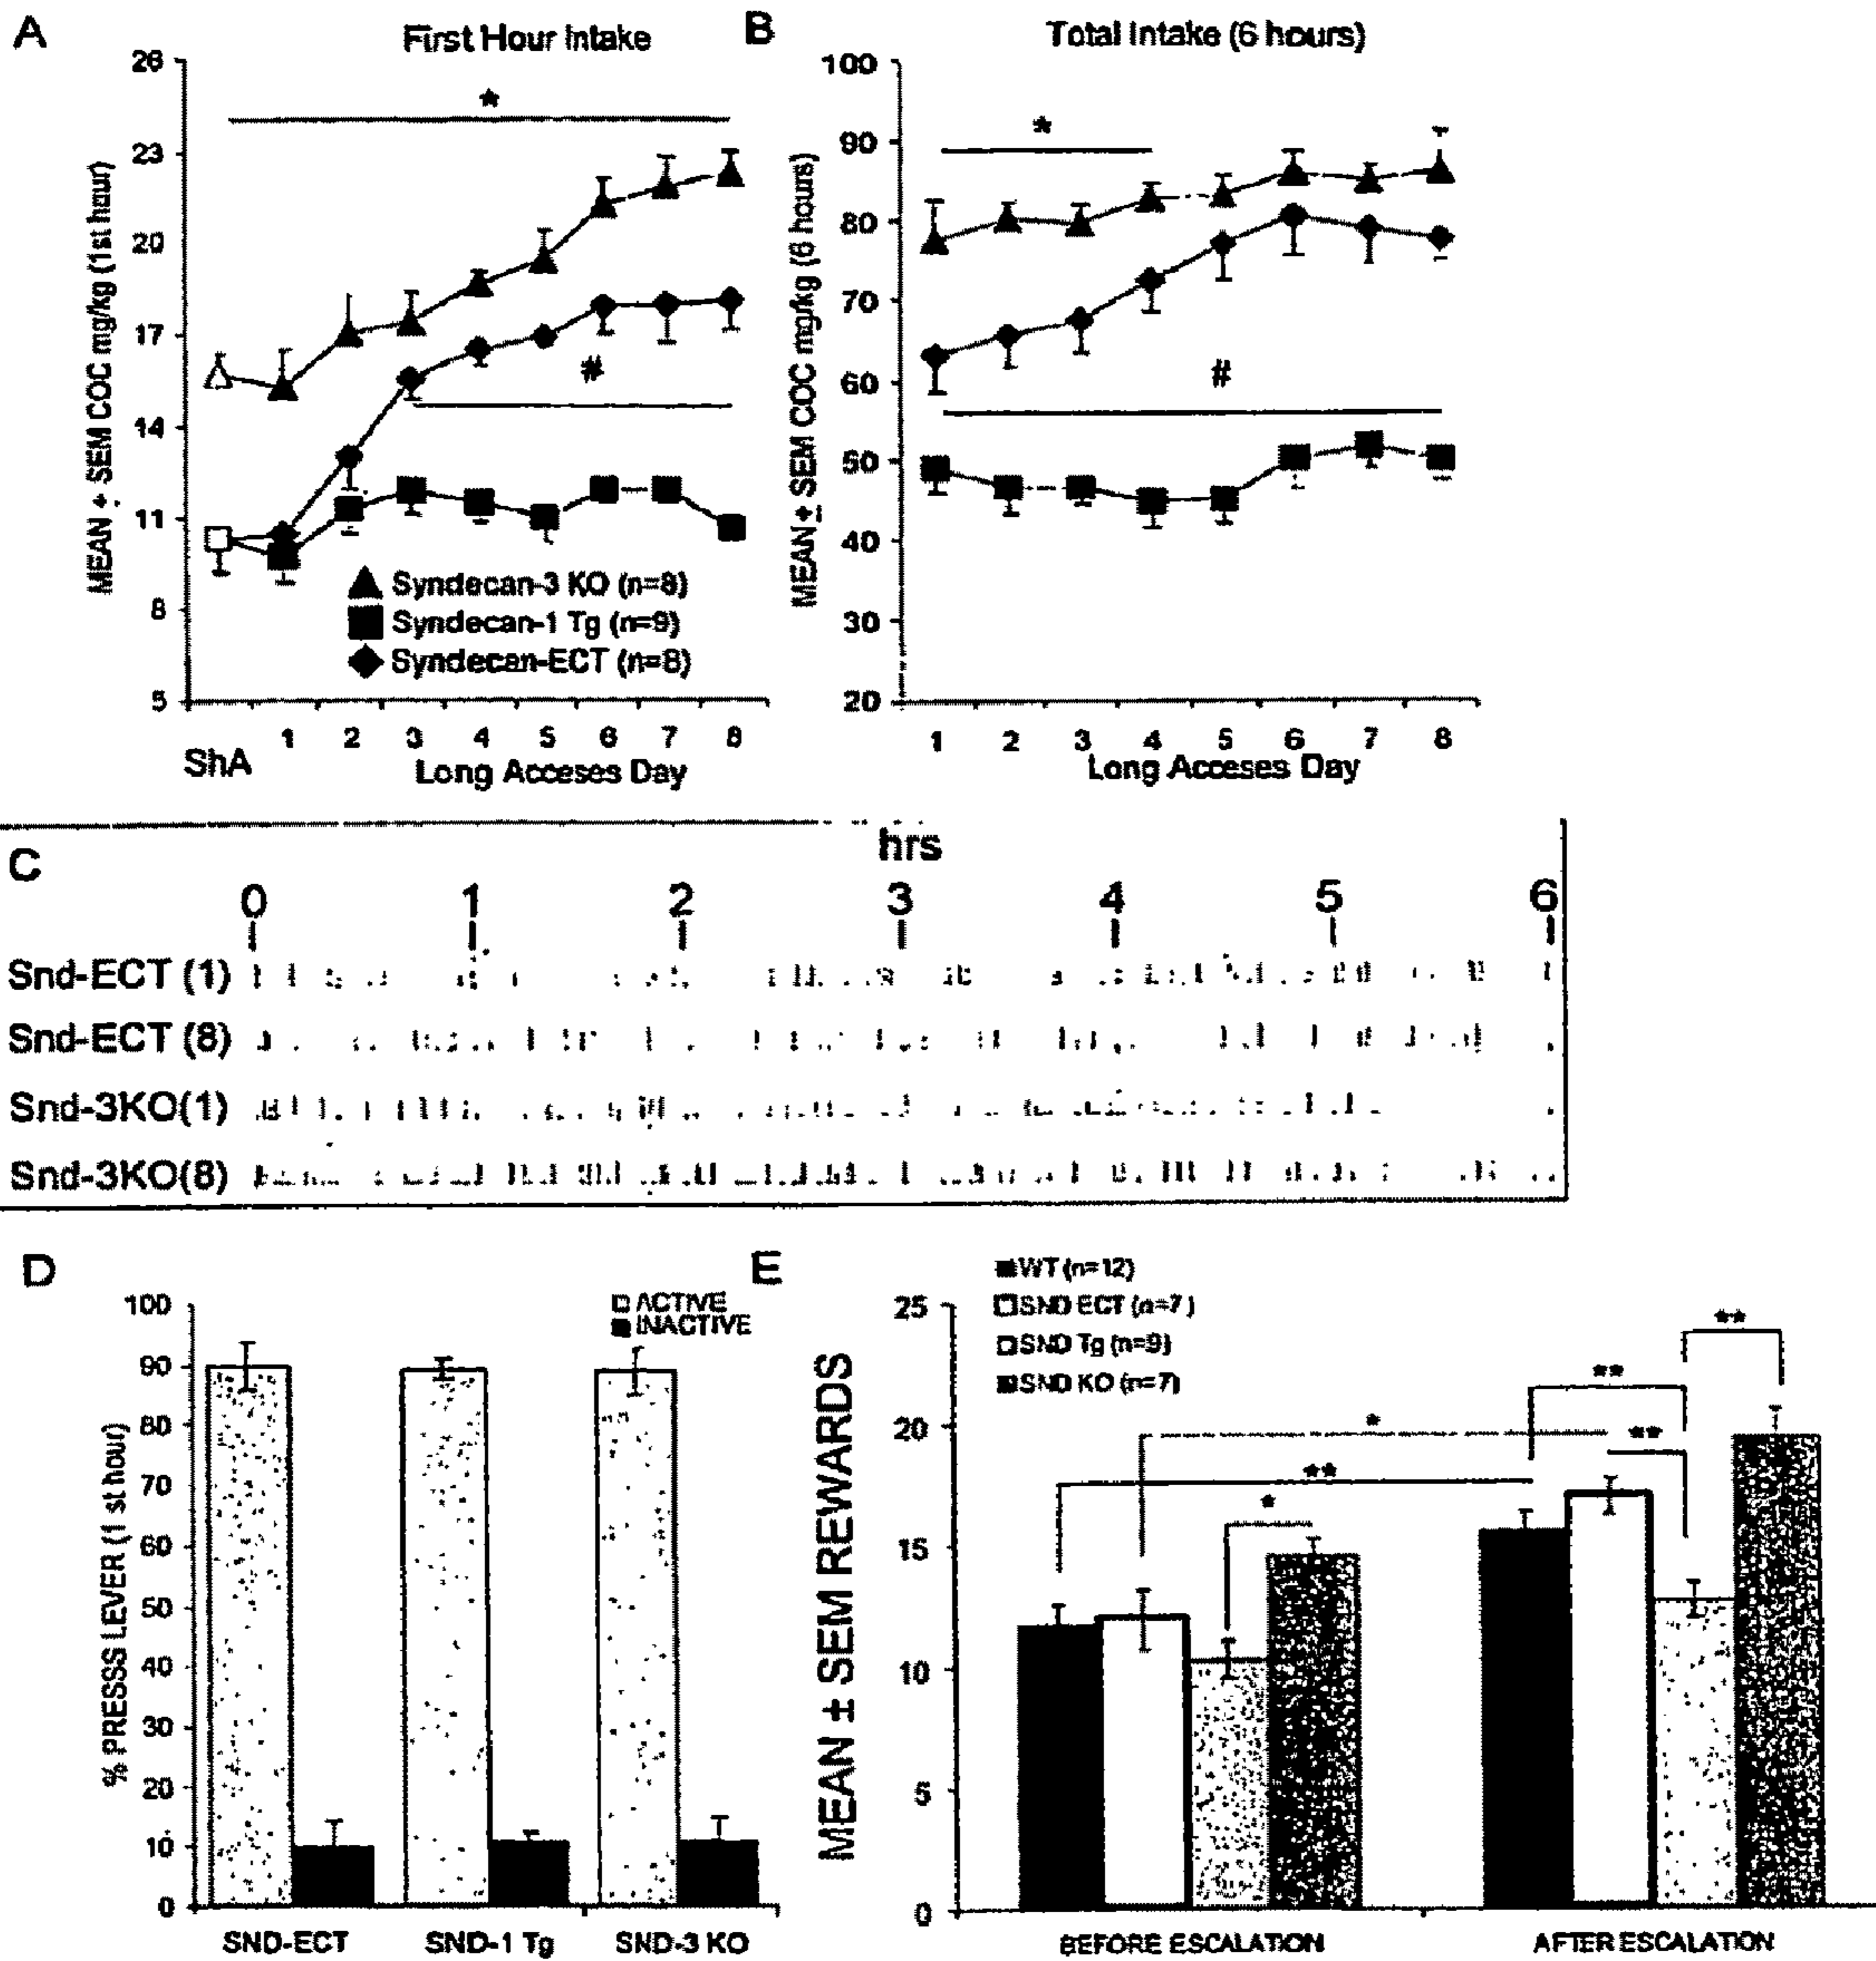 A
First Hour Intake
26
23
20
17
14
11
8
5
MEAN ± SEM COC mg/kg (1st hour)
*
#
Syndecan-3 KO (n=8)
Syndecan-1 Tg (n=9)
Syndecan-ECT (n=8)
ShA
1 2 3 4 5 6 7 8
Long Acceses Day
B
Total Intake (6 hours)
100
90
80
70
60
50
40
30
20
MEAN ± SEM COC mg/kg (6 hours)
*
#
1 2 3 4 5 6 7 8
Long Acceses Day
C
hrs
0 1 2 3 4 5 6
Snd-ECT (1)
Snd-ECT (8)
Snd-3KO(1)
Snd-3KO(8)
D
100
90
80
70
60
50
40
30
20
10
0
% PRESSS LEVER (1 st hour)
ACTIVE
INACTIVE
SND-ECT SND-1 Tg SND-3 KO
E
WT (n=12)
SND ECT (n=7)
SND Tg (n=9)
SND KO (n=7)
25
20
15
10
5
0
MEAN ± SEM REWARDS
**
**
*
**
**
*
BEFORE ESCALATION AFTER ESCALATION